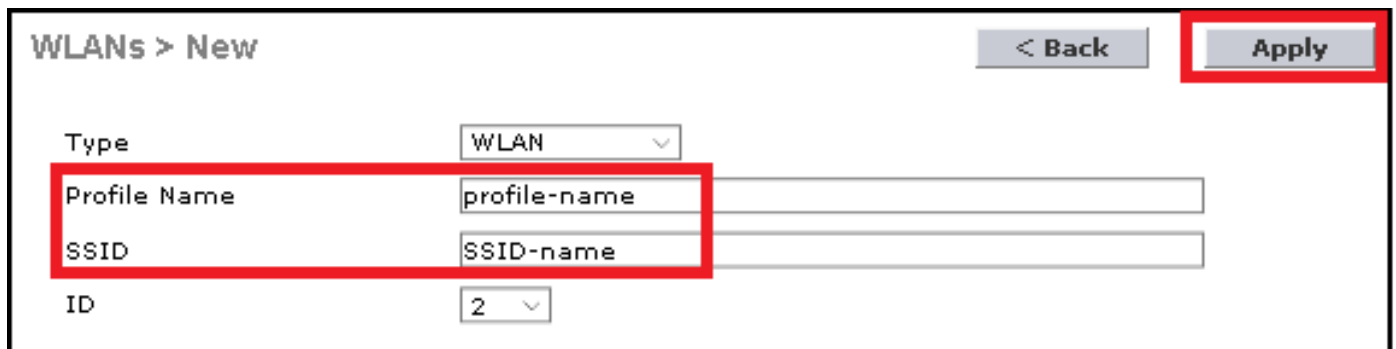 WLANs > New < Back Apply
Type WLAN
Profile Name profile-name
SSID SSID-name
ID 2